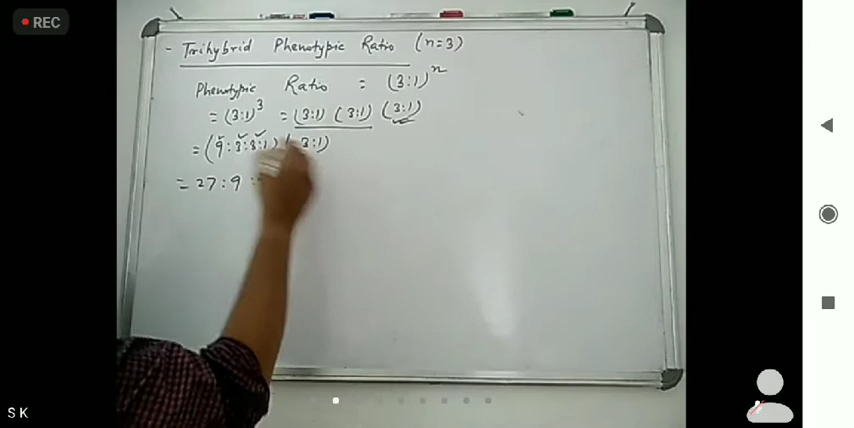 REC
- Trihybrid Phenotypic Ratio (n=3)
Phenotypic Ratio = (3:1)ⁿ
= (3:1)³ = (3:1) (3:1) (3:1)
= (9:3:3:1) (3:1)
= 27:9:
S K